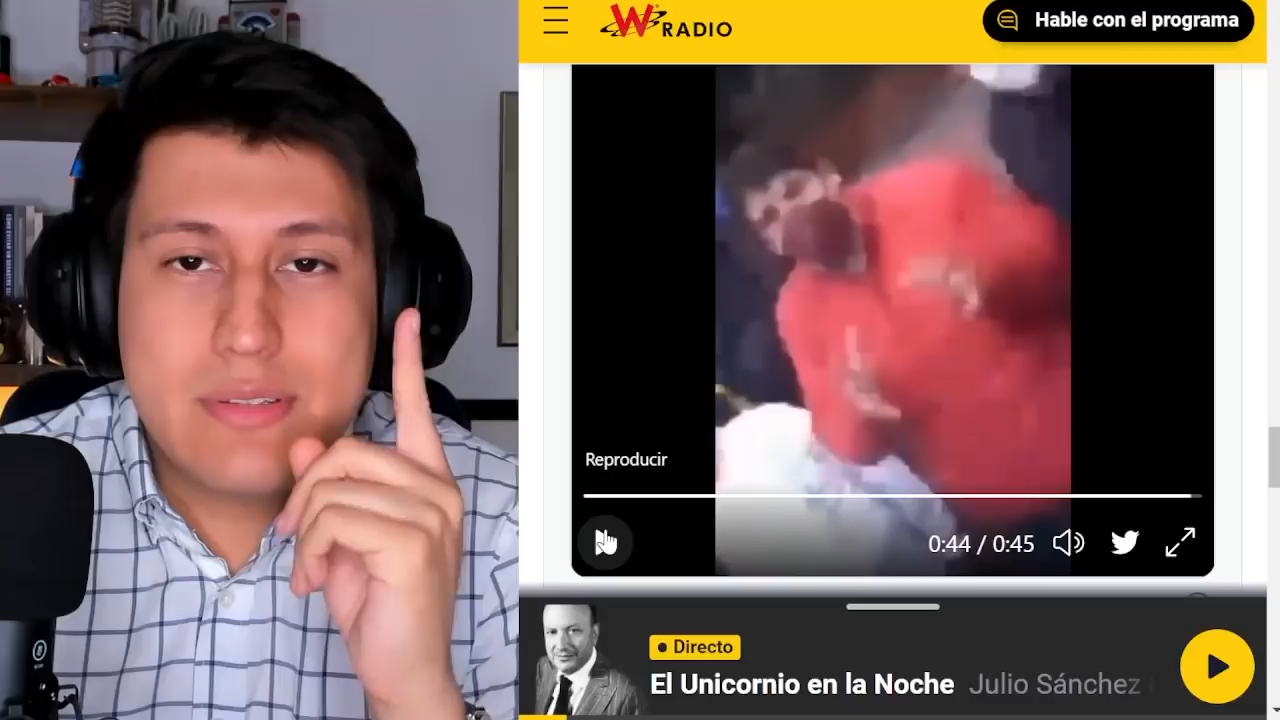 W RADIO
Hable con el programa
Reproducir
0:44 / 0:45
Directo
El Unicornio en la Noche Julio Sánchez